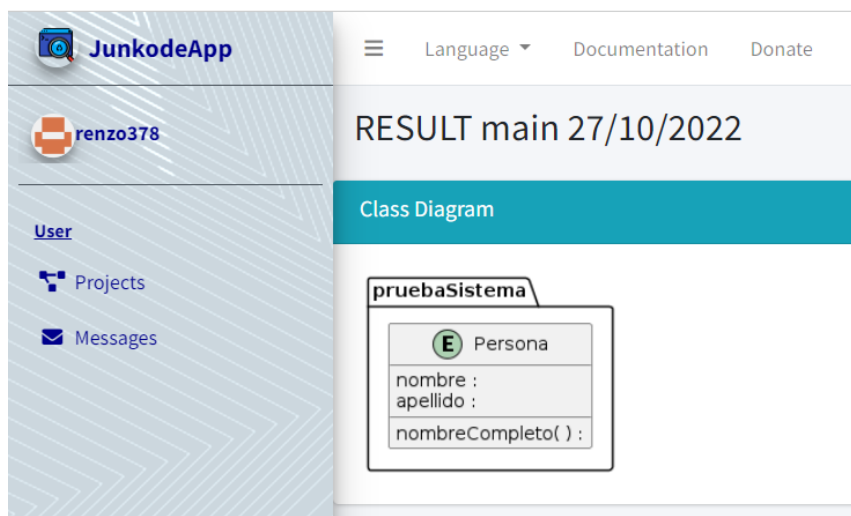 JunkodeApp
Language Documentation Donate
renzo378
RESULT main 27/10/2022
User
Projects
Messages
Class Diagram
pruebaSistema
E Persona
nombre :
apellido :
nombreCompleto( ) :